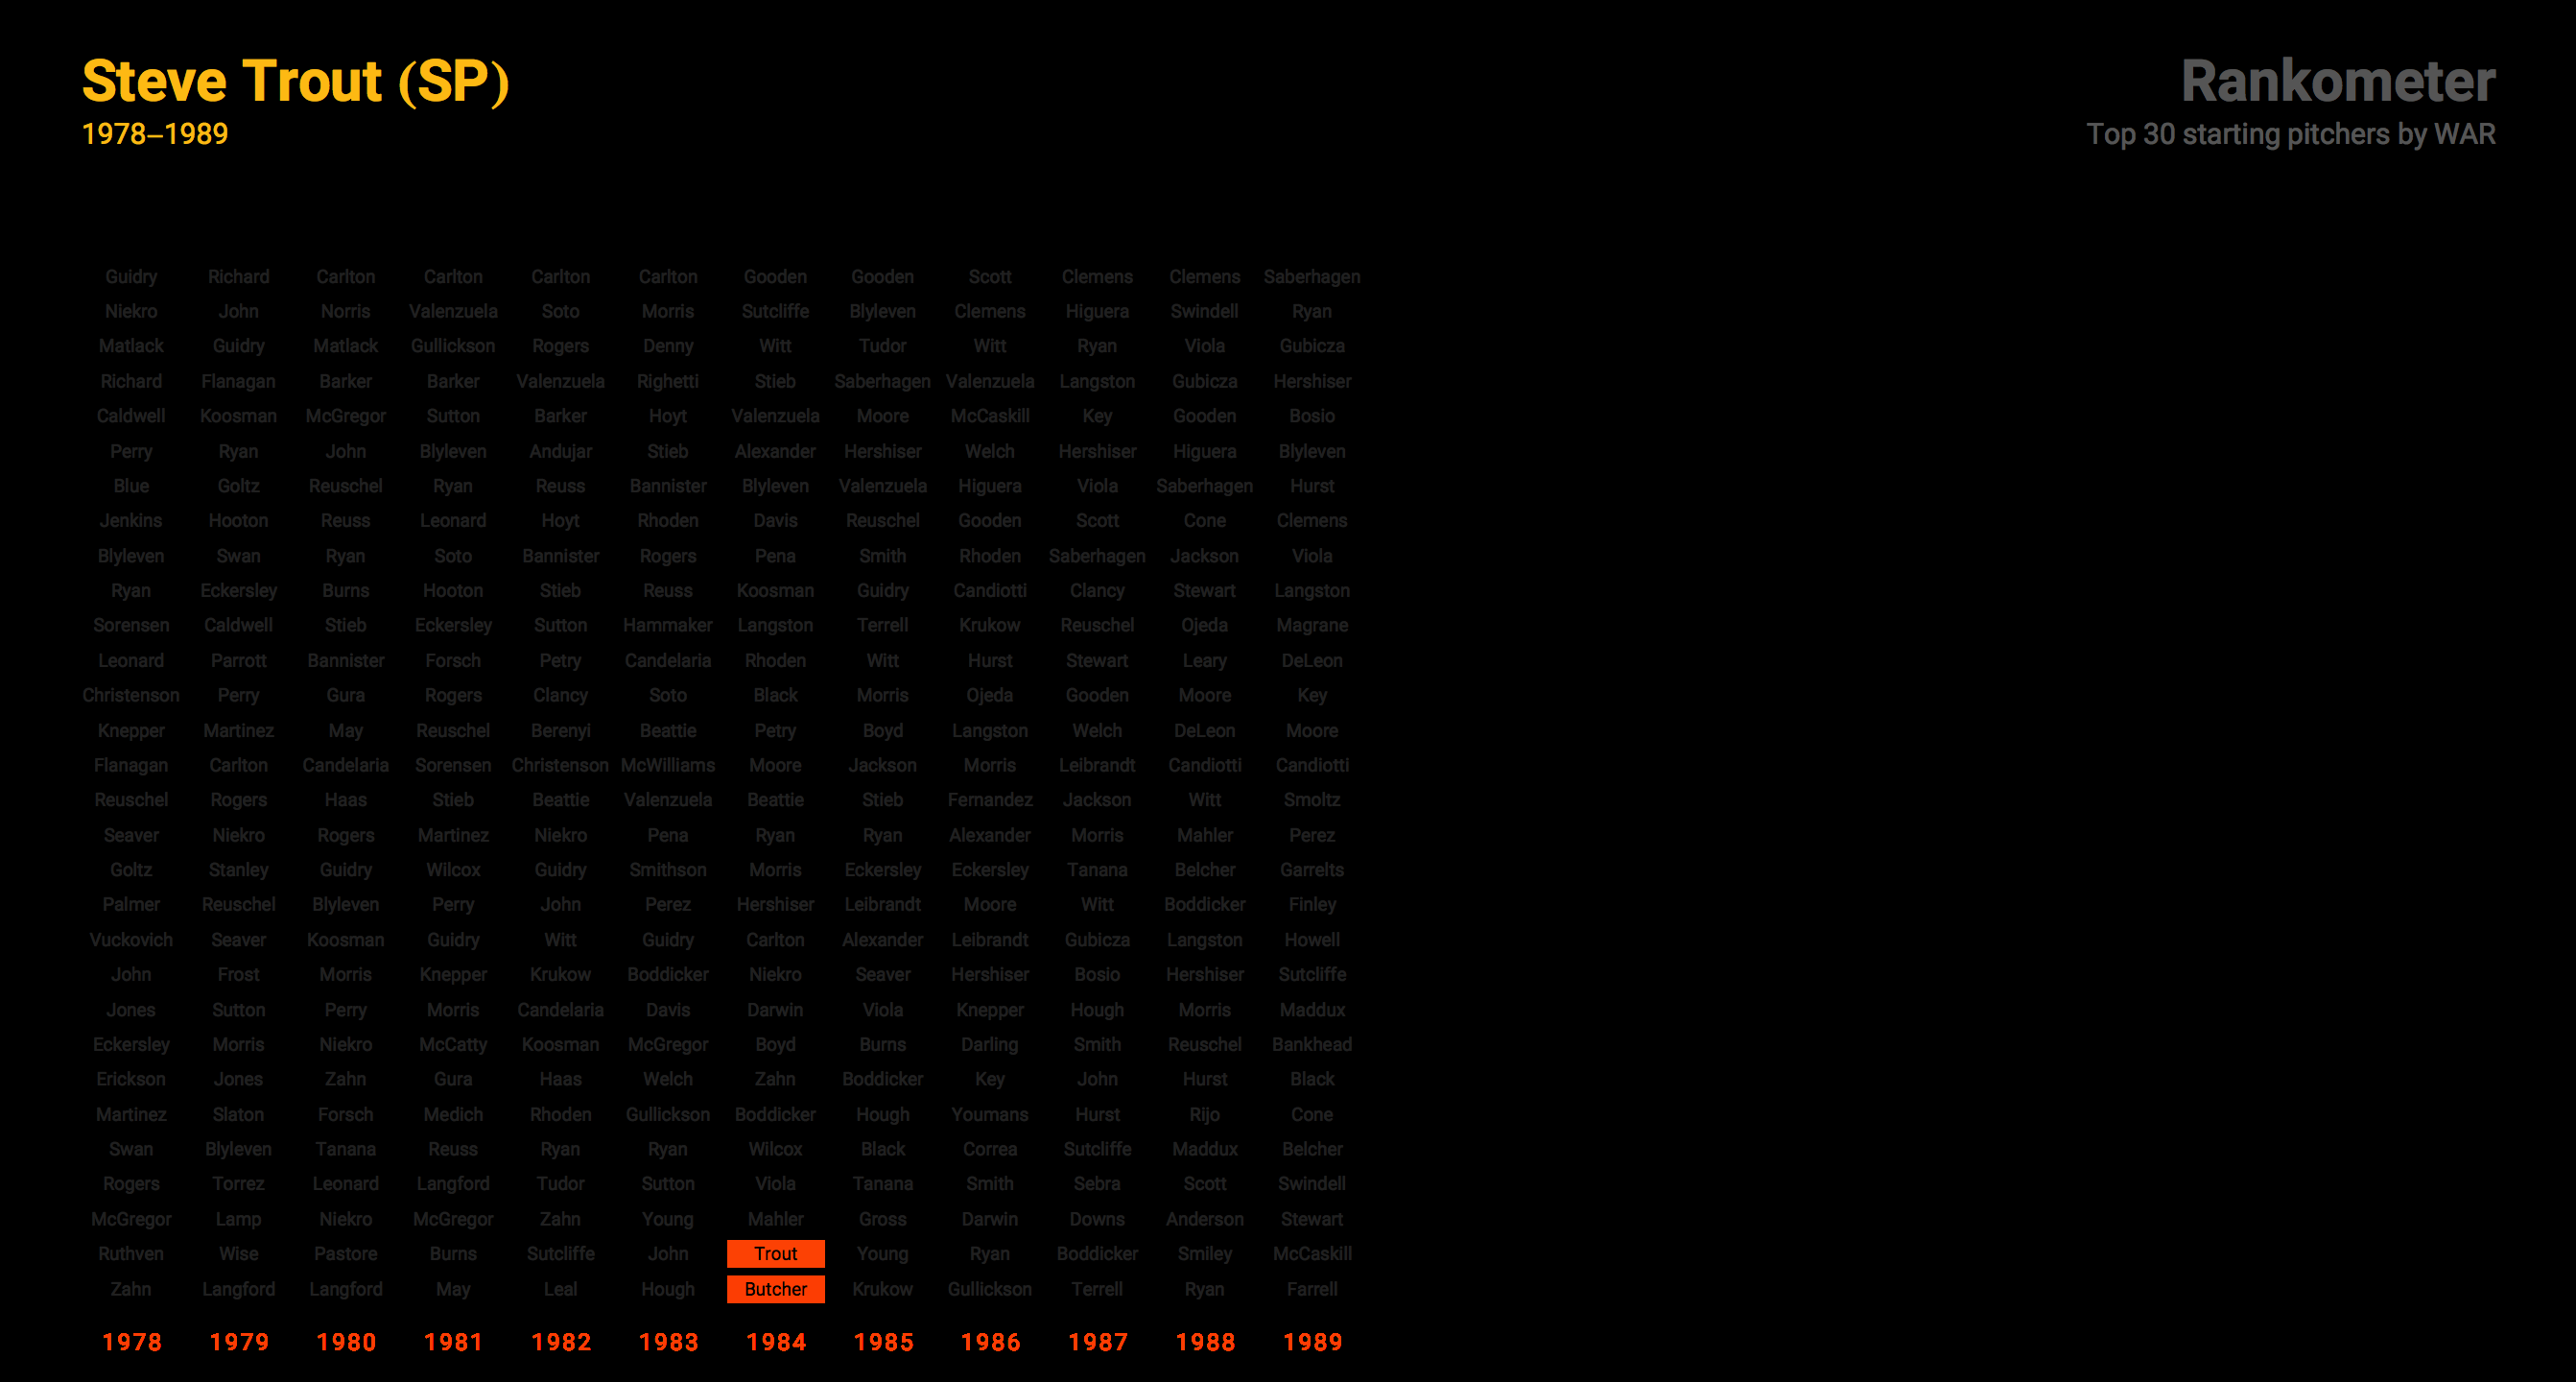 Steve Trout (SP)
1978–1989
Rankometer
Top 30 starting pitchers by WAR
Guidry Richard Carlton Carlton Carlton Carlton Gooden Gooden Scott Clemens Clemens Saberhagen
Niekro John Norris Valenzuela Soto Morris Sutcliffe Blyleven Clemens Higuera Swindell Ryan
Matlack Guidry Matlack Gullickson Rogers Denny Witt Tudor Witt Ryan Viola Gubicza
Richard Flanagan Barker Barker Valenzuela Righetti Stieb Saberhagen Valenzuela Langston Gubicza Hershiser
Caldwell Koosman McGregor Sutton Barker Hoyt Valenzuela Moore McCaskill Key Gooden Bosio
Perry Ryan John Blyleven Andujar Stieb Alexander Hershiser Welch Hershiser Higuera Blyleven
Blue Goltz Reuschel Ryan Reuss Bannister Blyleven Valenzuela Higuera Viola Saberhagen Hurst
Jenkins Hooton Reuss Leonard Hoyt Rhoden Davis Reuschel Gooden Scott Cone Clemens
Blyleven Swan Ryan Soto Bannister Rogers Pena Smith Rhoden Saberhagen Jackson Viola
Ryan Eckersley Burns Hooton Stieb Reuss Koosman Guidry Candiotti Clancy Stewart Langston
Sorensen Caldwell Stieb Eckersley Sutton Hammaker Langston Terrell Krukow Reuschel Ojeda Magrane
Leonard Parrott Bannister Forsch Petry Candelaria Rhoden Witt Hurst Stewart Leary DeLeon
Christenson Perry Gura Rogers Clancy Soto Black Morris Ojeda Gooden Moore Key
Knepper Martinez May Reuschel Berenyi Beattie Petry Boyd Langston Welch DeLeon Moore
Flanagan Carlton Candelaria Sorensen Christenson McWilliams Moore Jackson Morris Leibrandt Candiotti Candiotti
Reuschel Rogers Haas Stieb Beattie Valenzuela Beattie Stieb Fernandez Jackson Witt Smoltz
Seaver Niekro Rogers Martinez Niekro Pena Ryan Ryan Alexander Morris Mahler Perez
Goltz Stanley Guidry Wilcox Guidry Smithson Morris Eckersley Eckersley Tanana Belcher Garrelts
Palmer Reuschel Blyleven Perry John Perez Hershiser Leibrandt Moore Witt Boddicker Finley
Vuckovich Seaver Koosman Guidry Witt Guidry Carlton Alexander Leibrandt Gubicza Langston Howell
John Frost Morris Knepper Krukow Boddicker Niekro Seaver Hershiser Bosio Hershiser Sutcliffe
Jones Sutton Perry Morris Candelaria Davis Darwin Viola Knepper Hough Morris Maddux
Eckersley Morris Niekro McCatty Koosman McGregor Boyd Burns Darling Smith Reuschel Bankhead
Erickson Jones Zahn Gura Haas Welch Zahn Boddicker Key John Hurst Black
Martinez Slaton Forsch Medich Rhoden Gullickson Boddicker Hough Youmans Hurst Rijo Cone
Swan Blyleven Tanana Reuss Ryan Ryan Wilcox Black Correa Sutcliffe Maddux Belcher
Rogers Torrez Leonard Langford Tudor Sutton Viola Tanana Smith Sebra Scott Swindell
McGregor Lamp Niekro McGregor Zahn Young Mahler Gross Darwin Downs Anderson Stewart
Ruthven Wise Pastore Burns Sutcliffe John Trout Young Ryan Boddicker Smiley McCaskill
Zahn Langford Langford May Leal Hough Butcher Krukow Gullickson Terrell Ryan Farrell
1978 1979 1980 1981 1982 1983 1984 1985 1986 1987 1988 1989